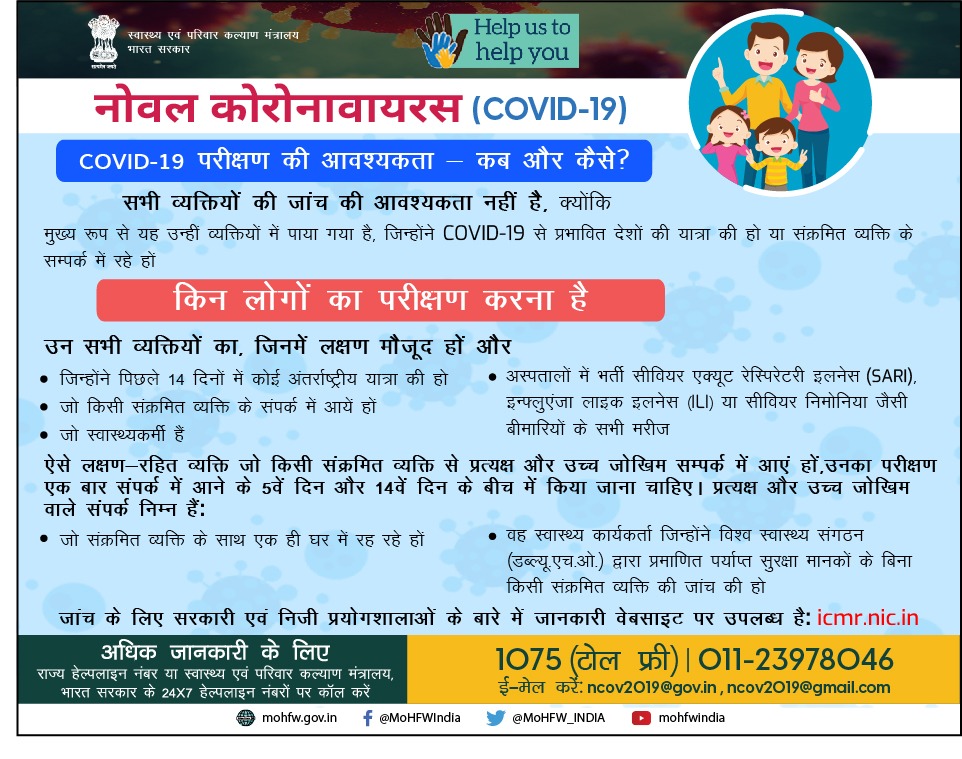 स्वास्थ्य एवं परिवार कल्याण मंत्रालय
भारत सरकार
सत्यमेव जयते
Help us to
help you
नोवल कोरोनावायरस (COVID-19)
COVID-19 परीक्षण की आवश्यकता – कब और कैसे?
सभी व्यक्तियों की जांच की आवश्यकता नहीं है, क्योंकि
मुख्य रूप से यह उन्हीं व्यक्तियों में पाया गया है, जिन्होंने COVID-19 से प्रभावित देशों की यात्रा की हो या संक्रमित व्यक्ति के
सम्पर्क में रहे हों
किन लोगों का परीक्षण करना है
उन सभी व्यक्तियों का, जिनमें लक्षण मौजूद हों और
• जिन्होंने पिछले 14 दिनों में कोई अंतर्राष्ट्रीय यात्रा की हो
• जो किसी संक्रमित व्यक्ति के संपर्क में आयें हों
• जो स्वास्थ्यकर्मी हैं
• अस्पतालों में भर्ती सीवियर एक्यूट रेस्पिरेटरी इलनेस (SARI),
इन्फ्लुएंजा लाइक इलनेस (ILI) या सीवियर निमोनिया जैसी
बीमारियों के सभी मरीज
ऐसे लक्षण–रहित व्यक्ति जो किसी संक्रमित व्यक्ति से प्रत्यक्ष और उच्च जोखिम सम्पर्क में आएं हों,उनका परीक्षण
एक बार संपर्क में आने के 5वें दिन और 14वें दिन के बीच में किया जाना चाहिए। प्रत्यक्ष और उच्च जोखिम
वाले संपर्क निम्न हैं:
• जो संक्रमित व्यक्ति के साथ एक ही घर में रह रहे हों
• वह स्वास्थ्य कार्यकर्ता जिन्होंने विश्व स्वास्थ्य संगठन
(डब्ल्यू.एच.ओ.) द्वारा प्रमाणित पर्याप्त सुरक्षा मानकों के बिना
किसी संक्रमित व्यक्ति की जांच की हो
जांच के लिए सरकारी एवं निजी प्रयोगशालाओं के बारे में जानकारी वेबसाइट पर उपलब्ध है: icmr.nic.in
अधिक जानकारी के लिए
राज्य हेल्पलाइन नंबर या स्वास्थ्य एवं परिवार कल्याण मंत्रालय,
भारत सरकार के 24X7 हेल्पलाइन नंबरों पर कॉल करें
1075 (टोल फ्री) | 011-23978046
ई–मेल करें: ncov2019@gov.in , ncov2019@gmail.com
mohfw.gov.in @MoHFWIndia @MoHFW_INDIA mohfwindia